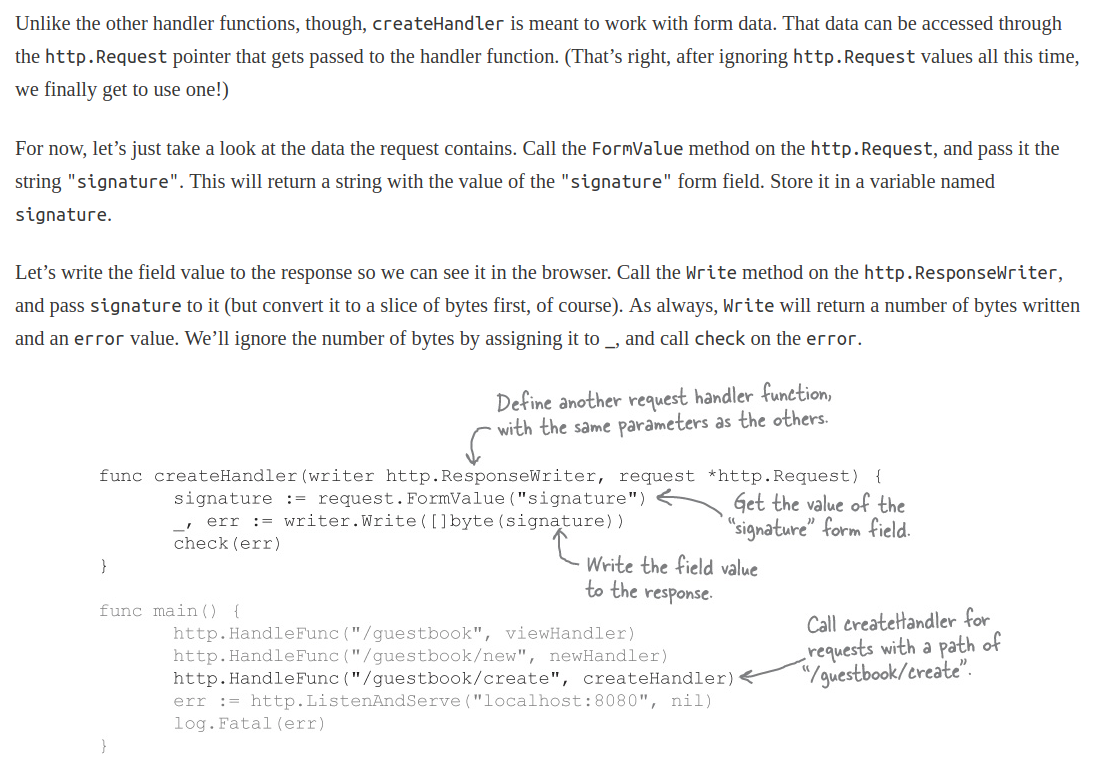 Unlike the other handler functions, though, createHandler is meant to work with form data. That data can be accessed through
the http.Request pointer that gets passed to the handler function. (That’s right, after ignoring http.Request values all this time,
we finally get to use one!)
For now, let’s just take a look at the data the request contains. Call the FormValue method on the http.Request, and pass it the
string "signature". This will return a string with the value of the "signature" form field. Store it in a variable named
signature.
Let’s write the field value to the response so we can see it in the browser. Call the Write method on the http.ResponseWriter,
and pass signature to it (but convert it to a slice of bytes first, of course). As always, Write will return a number of bytes written
and an error value. We’ll ignore the number of bytes by assigning it to _, and call check on the error.
Define another request handler function,
with the same parameters as the others.
func createHandler(writer http.ResponseWriter, request *http.Request) {
signature := request.FormValue("signature")
Get the value of the
"signature" form field.
_, err := writer.Write([]byte(signature))
check(err)
}
Write the field value
to the response.
func main() {
http.HandleFunc("/guestbook", viewHandler)
http.HandleFunc("/guestbook/new", newHandler)
http.HandleFunc("/guestbook/create", createHandler)
Call createHandler for
requests with a path of
"/guestbook/create".
err := http.ListenAndServe("localhost:8080", nil)
log.Fatal(err)
}